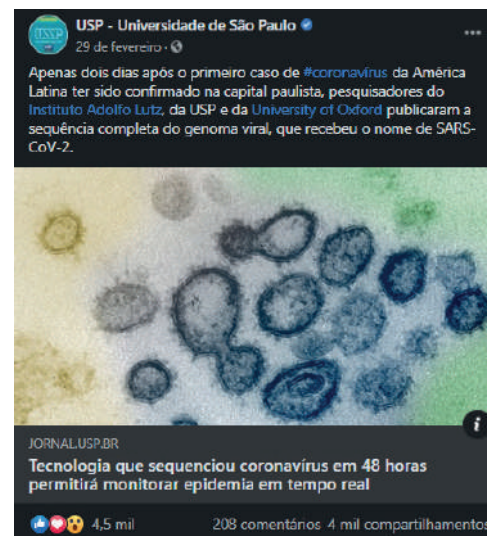 USP - Universidade de São Paulo
29 de fevereiro
Apenas dois dias após o primeiro caso de #coronavírus da América
Latina ter sido confirmado na capital paulista, pesquisadores do
Instituto Adolfo Lutz, da USP e da University of Oxford publicaram a
sequência completa do genoma viral, que recebeu o nome de SARS-
CoV-2.
JORNAL.USP.BR
Tecnologia que sequenciou coronavírus em 48 horas
permitirá monitorar epidemia em tempo real
4,5 mil 208 comentários 4 mil compartilhamentos